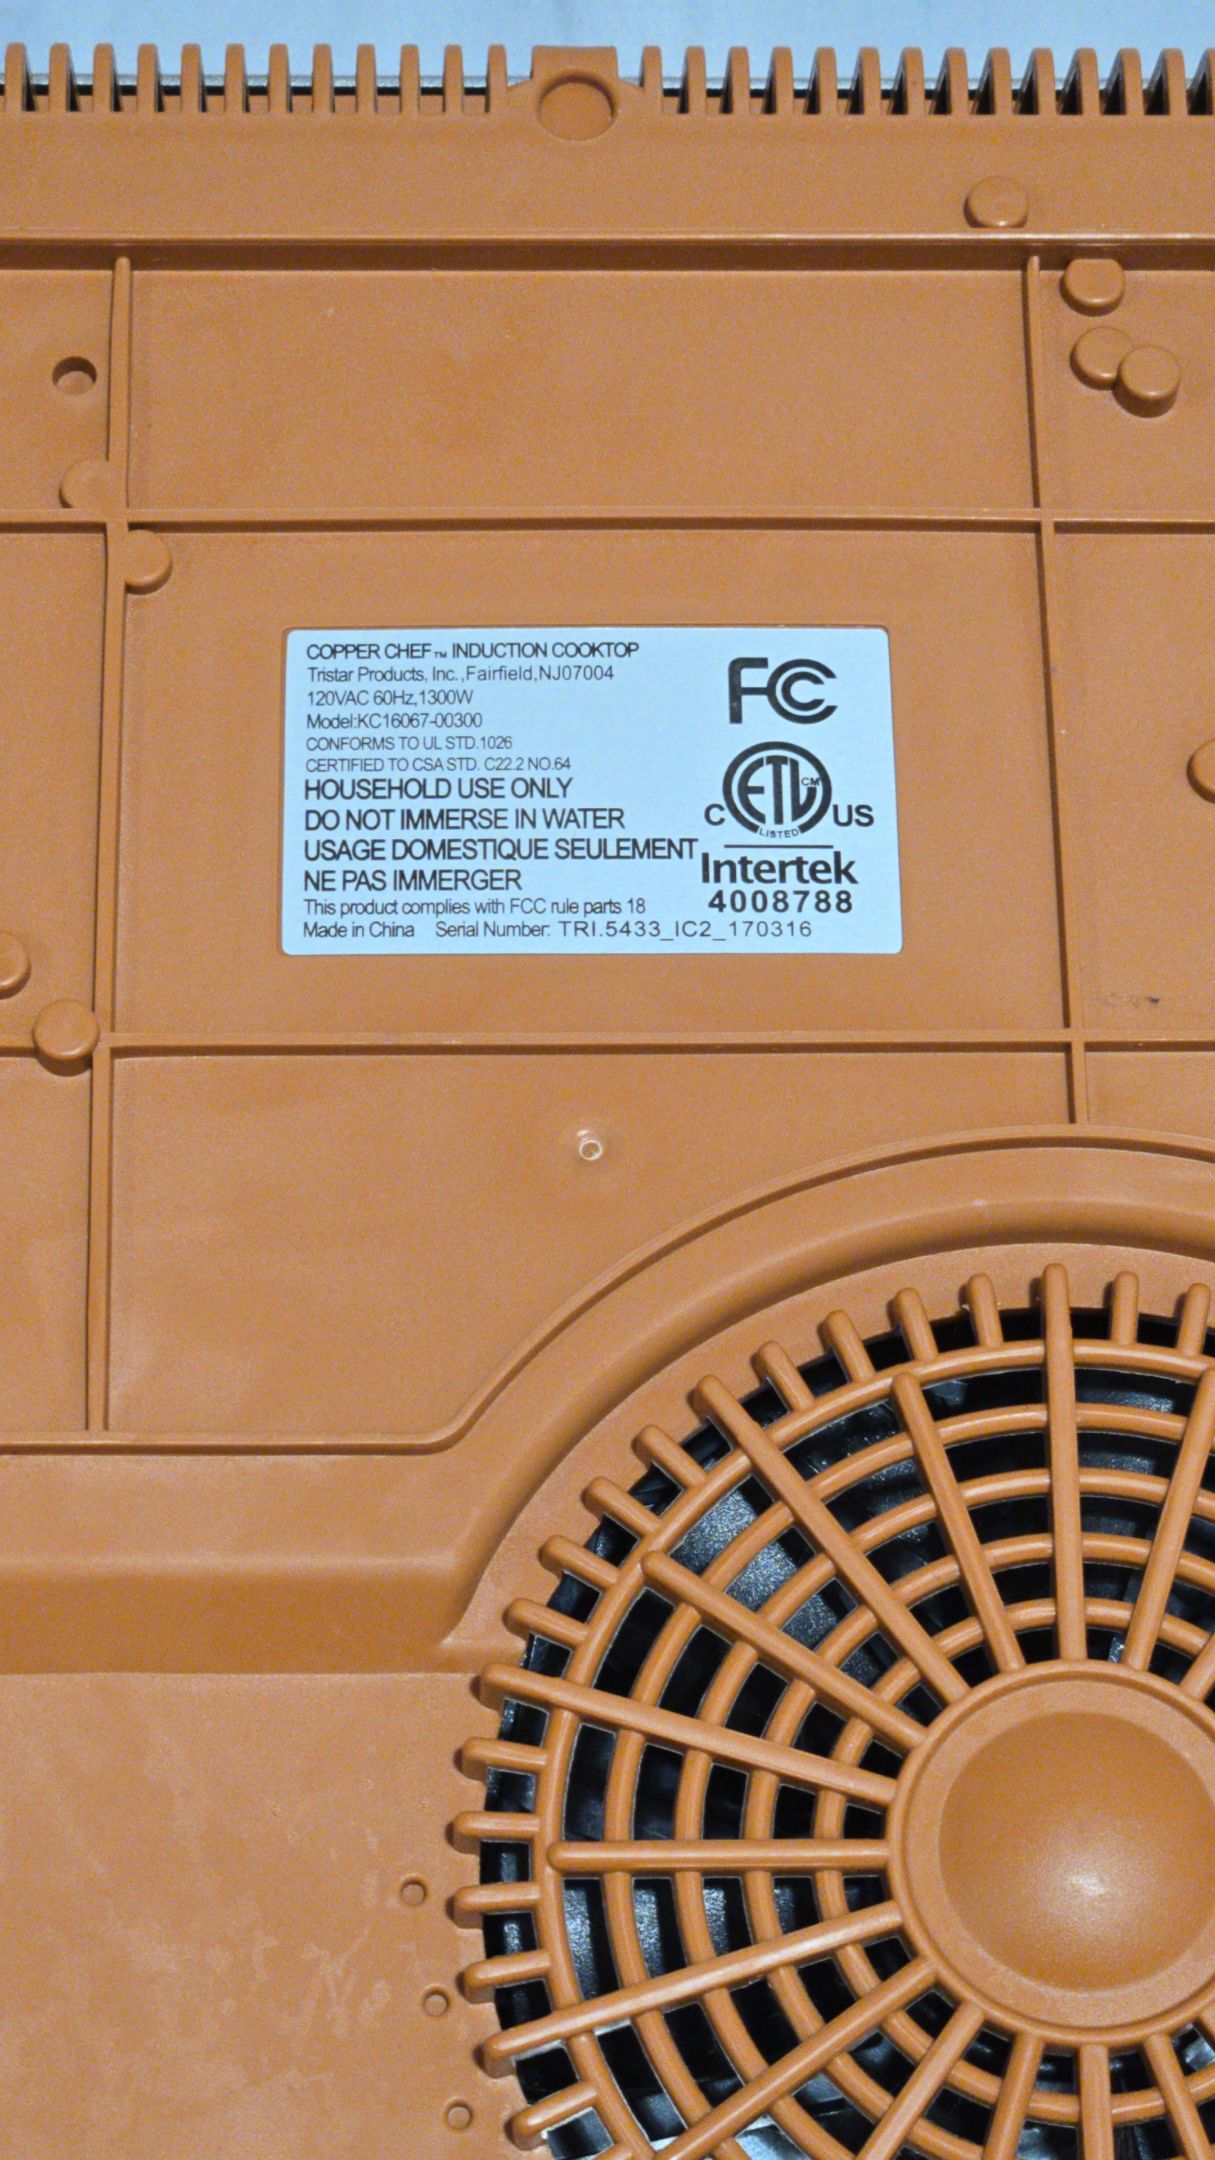 COPPER CHEF™ INDUCTION COOKTOP
Tristar Products, Inc.,Fairfield,NJ07004
120VAC 60Hz,1300W
Model:KC16067-00300
CONFORMS TO UL STD.1026
CERTIFIED TO CSA STD. C22.2 NO.64
HOUSEHOLD USE ONLY
DO NOT IMMERSE IN WATER
USAGE DOMESTIQUE SEULEMENT
NE PAS IMMERGER
This product complies with FCC rule parts 18
Made in China Serial Number: TRI.5433_IC2_170316
FC
ETL CM
C US
LISTED
Intertek
4008788